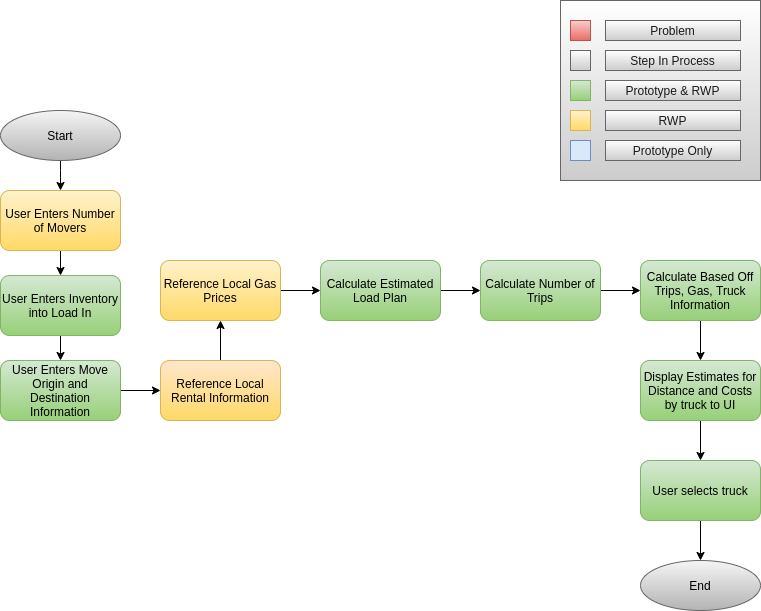 Problem
Step In Process
Prototype & RWP
RWP
Prototype Only
Start
User Enters Number
of Movers
User Enters Inventory
into Load In
User Enters Move
Origin and
Destination
Information
Reference Local
Rental Information
Reference Local Gas
Prices
Calculate Estimated
Load Plan
Calculate Number of
Trips
Calculate Based Off
Trips, Gas, Truck
Information
Display Estimates for
Distance and Costs
by truck to UI
User selects truck
End